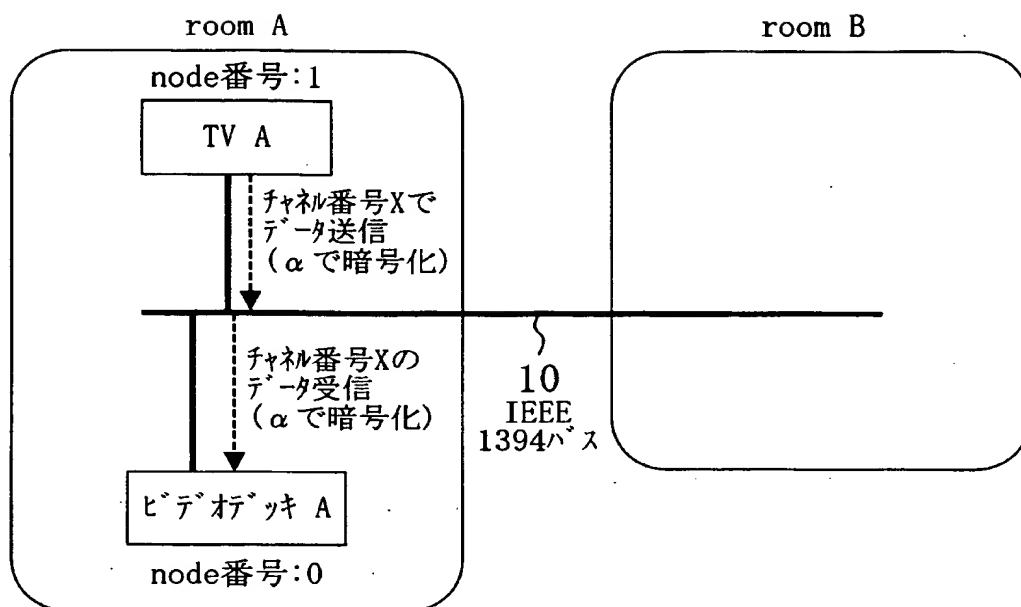 room A
room B
node番号:1
TV A
ﾁｬﾈﾙ番号Xで
ﾃﾞｰﾀ送信
(αで暗号化)
ﾁｬﾈﾙ番号Xの
ﾃﾞｰﾀ受信
(αで暗号化)
10
IEEE
1394ﾊﾞｽ
ﾋﾞﾃﾞｵﾃﾞｯｷ A
node番号:0